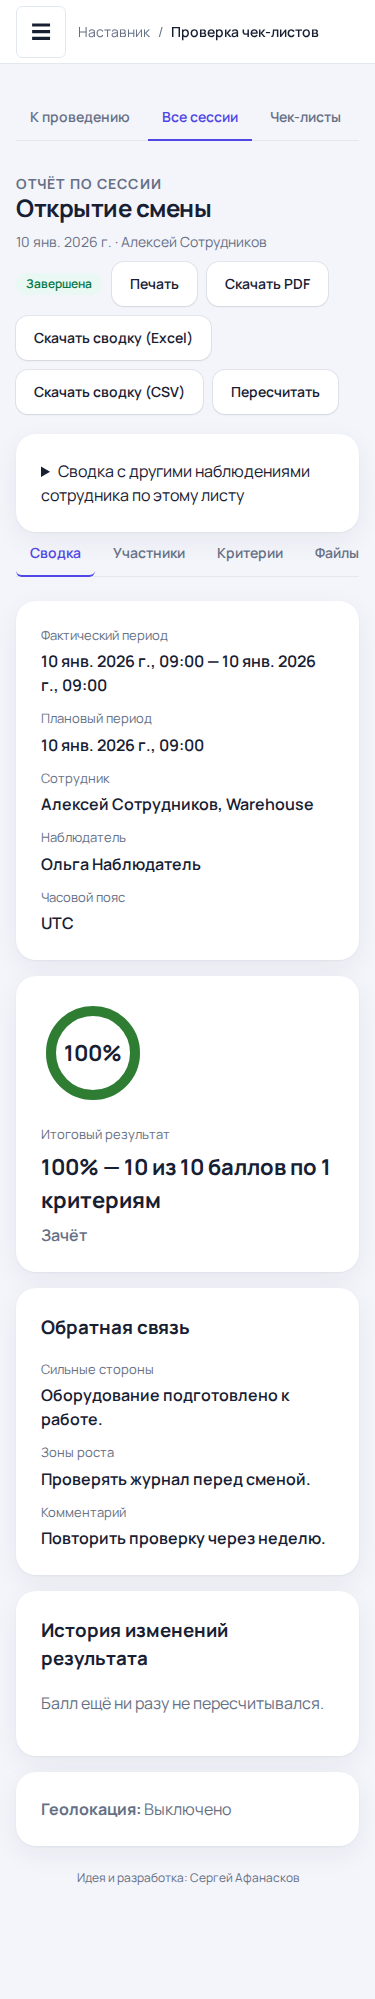 Наставник / Проверка чек-листов
К проведению Все сессии Чек-листы
ОТЧЁТ ПО СЕССИИ
Открытие смены
10 янв. 2026 г. · Алексей Сотрудников
Завершена Печать Скачать PDF
Скачать сводку (Excel)
Скачать сводку (CSV) Пересчитать
Сводка с другими наблюдениями
сотрудника по этому листу
Сводка Участники Критерии Файлы
Фактический период
10 янв. 2026 г., 09:00 — 10 янв. 2026
г., 09:00
Плановый период
10 янв. 2026 г., 09:00
Сотрудник
Алексей Сотрудников, Warehouse
Наблюдатель
Ольга Наблюдатель
Часовой пояс
UTC
100%
Итоговый результат
100% — 10 из 10 баллов по 1
критериям
Зачёт
Обратная связь
Сильные стороны
Оборудование подготовлено к
работе.
Зоны роста
Проверять журнал перед сменой.
Комментарий
Повторить проверку через неделю.
История изменений
результата
Балл ещё ни разу не пересчитывался.
Геолокация: Выключено
Идея и разработка: Сергей Афанасков